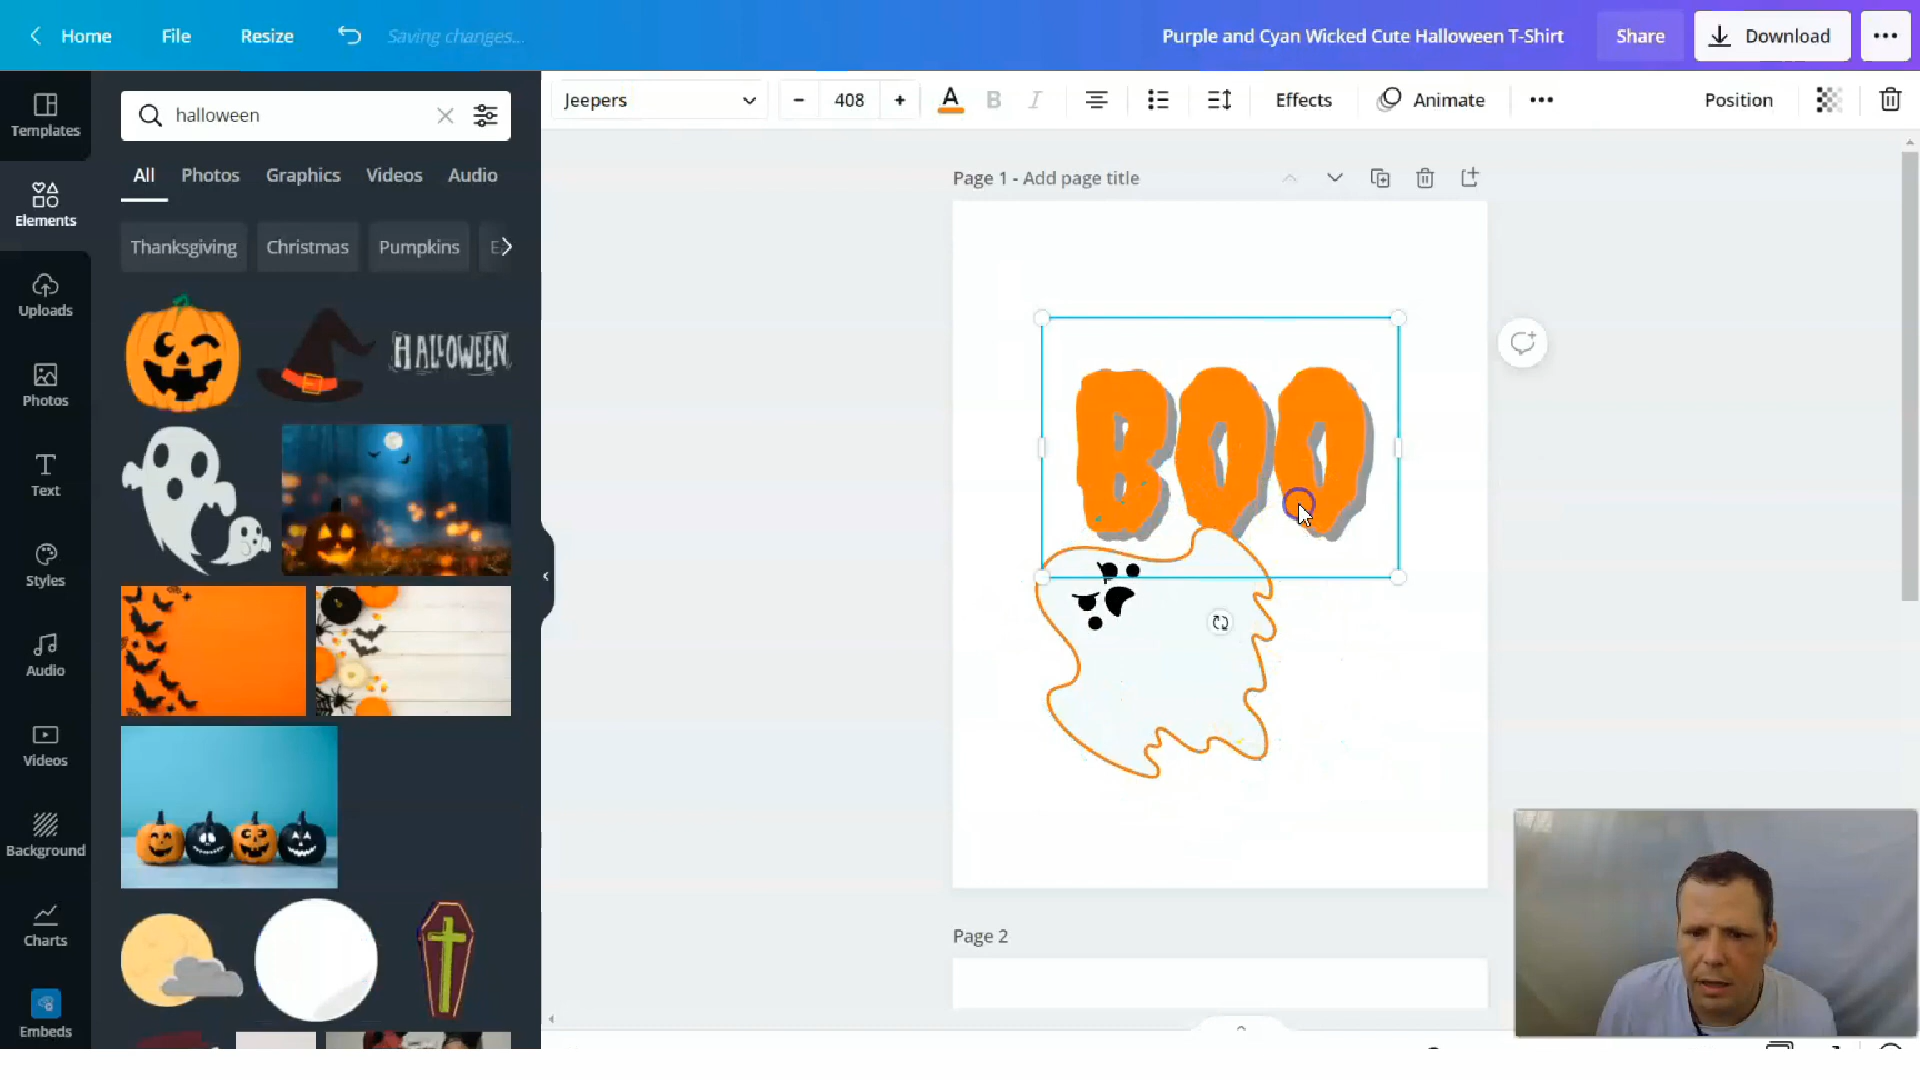 Home File Resize Saving changes... Purple and Cyan Wicked Cute Halloween T-Shirt Share Download
Templates
Elements
Uploads
Photos
Text
Styles
Audio
Videos
Background
Charts
Embeds
halloween
All Photos Graphics Videos Audio
Thanksgiving Christmas Pumpkins
HALLOWEEN
Jeepers 408 A B I Effects Animate Position
Page 1 - Add page title
BOO
Page 2